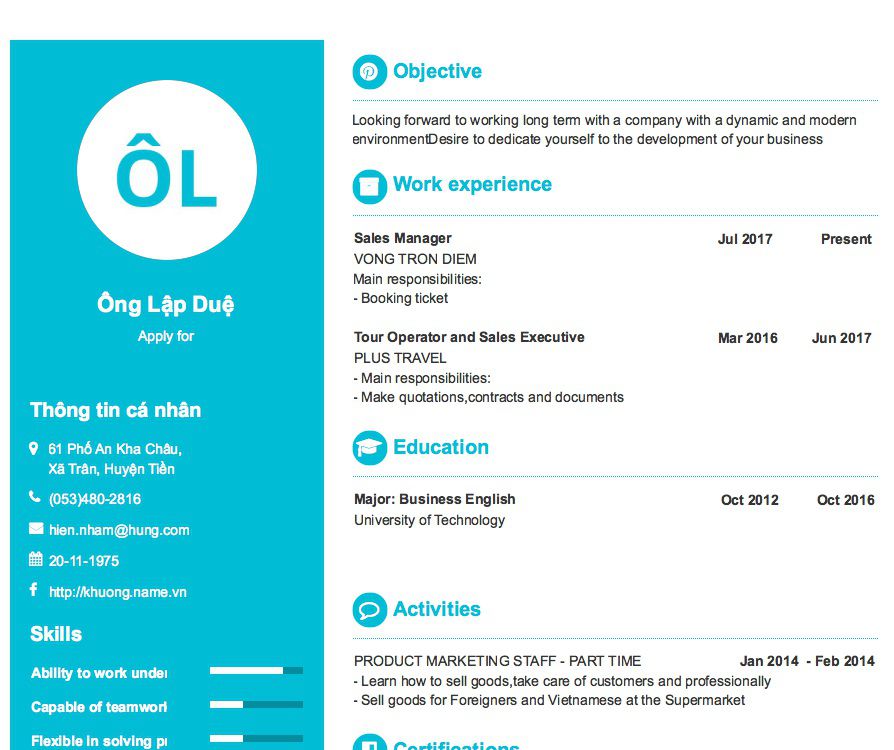 ÔL
Ông Lập Duệ
Apply for
Thông tin cá nhân
61 Phố An Kha Châu,
Xã Trân, Huyện Tiền
(053)480-2816
hien.nham@hung.com
20-11-1975
http://khuong.name.vn
Skills
Ability to work under
Capable of teamwork
Flexible in solving
Objective
Looking forward to working long term with a company with a dynamic and modern
environmentDesire to dedicate yourself to the development of your business
Work experience
Sales Manager Jul 2017 Present
VONG TRON DIEM
Main responsibilities:
- Booking ticket
Tour Operator and Sales Executive Mar 2016 Jun 2017
PLUS TRAVEL
- Main responsibilities:
- Make quotations,contracts and documents
Education
Major: Business English Oct 2012 Oct 2016
University of Technology
Activities
PRODUCT MARKETING STAFF - PART TIME Jan 2014 - Feb 2014
- Learn how to sell goods,take care of customers and professionally
- Sell goods for Foreigners and Vietnamese at the Supermarket
Certifications